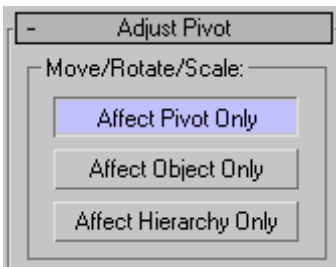 - Adjust Pivot
Move/Rotate/Scale:
Affect Pivot Only
Affect Object Only
Affect Hierarchy Only